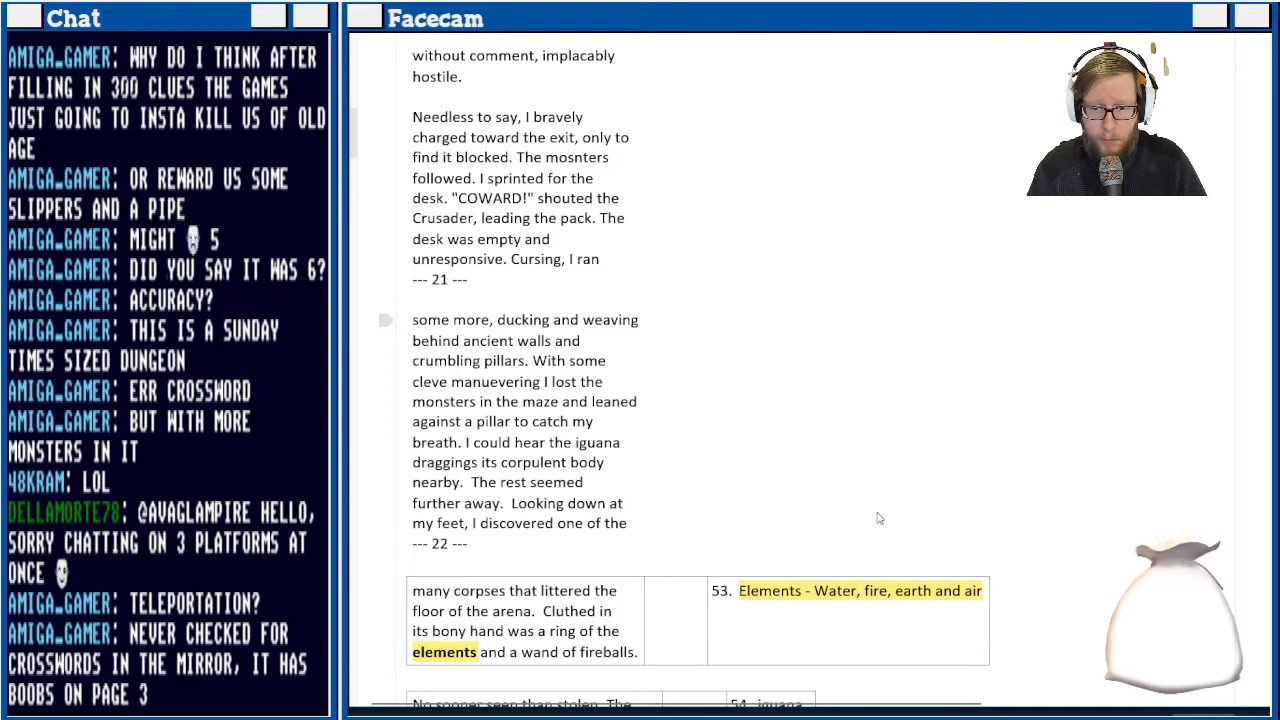 Chat
AMIGA_GAMER: WHY DO I THINK AFTER
FILLING IN 300 CLUES THE GAMES
JUST GOING TO INSTA KILL US OF OLD
AGE
AMIGA_GAMER: OR REWARD US SOME
SLIPPERS AND A PIPE
AMIGA_GAMER: MIGHT 5
AMIGA_GAMER: DID YOU SAY IT WAS 6?
AMIGA_GAMER: ACCURACY?
AMIGA_GAMER: THIS IS A SUNDAY
TIMES SIZED DUNGEON
AMIGA_GAMER: ERR CROSSWORD
AMIGA_GAMER: BUT WITH MORE
MONSTERS IN IT
48KRAM: LOL
DELLAMORTE78: @AVAGLAMPIRE HELLO,
SORRY CHATTING ON 3 PLATFORMS AT
ONCE
AMIGA_GAMER: TELEPORTATION?
AMIGA_GAMER: NEVER CHECKED FOR
CROSSWORDS IN THE MIRROR, IT HAS
BOOBS ON PAGE 3
Facecam
without comment, implacably
hostile.
Needless to say, I bravely
charged toward the exit, only to
find it blocked. The mosnters
followed. I sprinted for the
desk. "COWARD!" shouted the
Crusader, leading the pack. The
desk was empty and
unresponsive. Cursing, I ran
--- 21 ---
some more, ducking and weaving
behind ancient walls and
crumbling pillars. With some
cleve manuevering I lost the
monsters in the maze and leaned
against a pillar to catch my
breath. I could hear the iguana
draggings its corpulent body
nearby. The rest seemed
further away. Looking down at
my feet, I discovered one of the
--- 22 ---
many corpses that littered the
floor of the arena. Cluthed in
its bony hand was a ring of the
elements and a wand of fireballs.
53. Elements - Water, fire, earth and air
No sooner seen than stolen. The
54. iguana